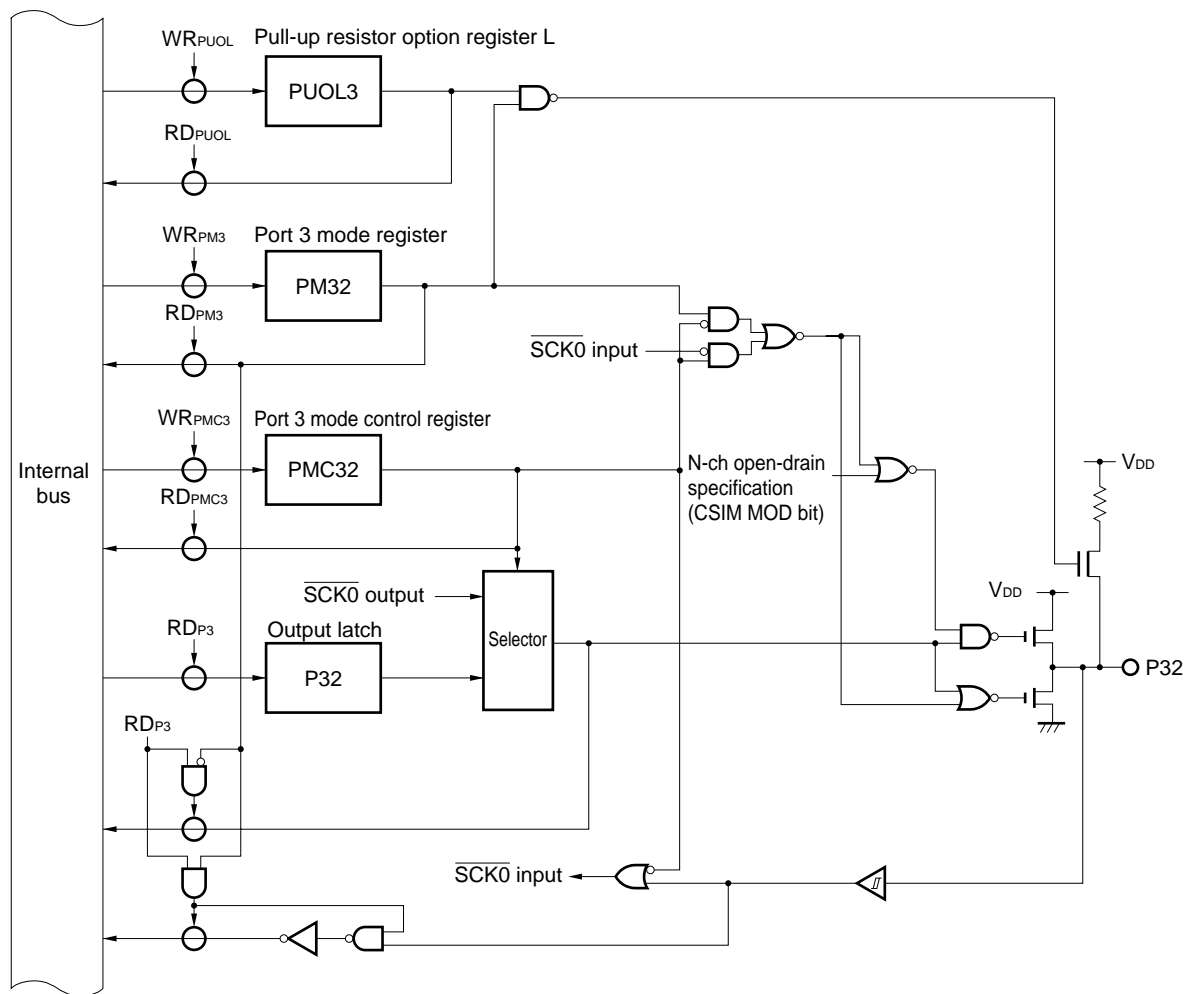 WRPUOL
Pull-up resistor option register L
PUOL3
RDPUOL
WRPM3
Port 3 mode register
PM32
RDPM3
SCK0 input
WRPMC3
Port 3 mode control register
Internal
bus
PMC32
N-ch open-drain
specification
(CSIM MOD bit)
VDD
RDPMC3
SCK0 output
VDD
RDP3
Output latch
Selector
P32
P32
RDP3
SCK0 input